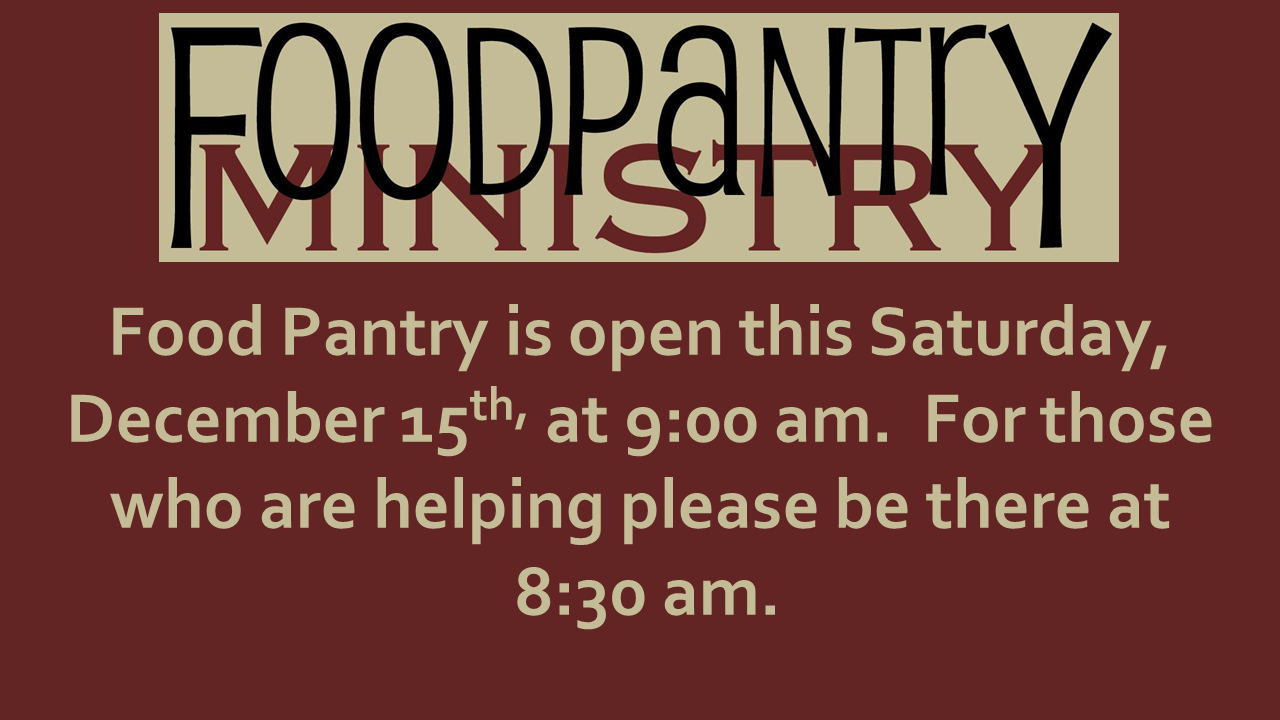 FOODPaNTrY
MINISTRY
Food Pantry is open this Saturday,
December 15th, at 9:00 am.  For those
who are helping please be there at
8:30 am.